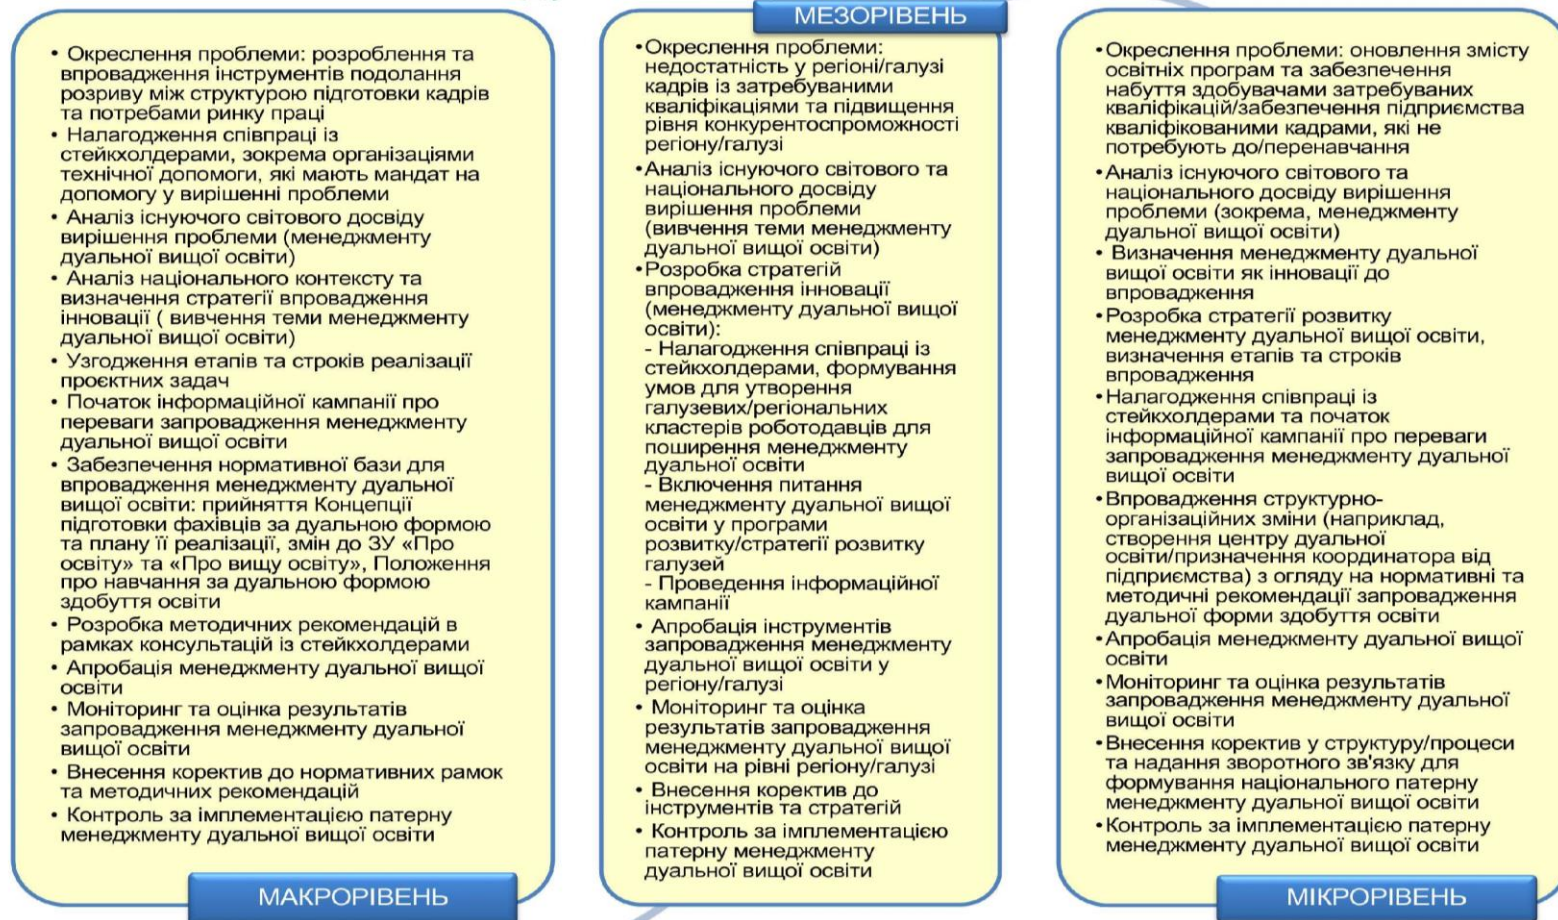 • Окреслення проблеми: розроблення та
впровадження інструментів подолання
розриву між структурою підготовки кадрів
та потребами ринку праці
• Налагодження співпраці із
стейкхолдерами, зокрема організаціями
технічної допомоги, які мають мандат на
допомогу у вирішенні проблеми
• Аналіз існуючого світового досвіду
вирішення проблеми (менеджменту
дуальної вищої освіти)
• Аналіз національного контексту та
визначення стратегії впровадження
інновації ( вивчення теми менеджменту
дуальної вищої освіти)
• Узгодження етапів та строків реалізації
проєктних задач
• Початок інформаційної кампанії про
переваги запровадження менеджменту
дуальної вищої освіти
• Забезпечення нормативної бази для
впровадження менеджменту дуальної
вищої освіти: прийняття Концепції
підготовки фахівців за дуальною формою
та плану її реалізації, змін до ЗУ «Про
освіту» та «Про вищу освіту», Положення
про навчання за дуальною формою
здобуття освіти
• Розробка методичних рекомендацій в
рамках консультацій із стейкхолдерами
• Апробація менеджменту дуальної вищої
освіти
• Моніторинг та оцінка результатів
запровадження менеджменту дуальної
вищої освіти
• Внесення коректив до нормативних рамок
та методичних рекомендацій
• Контроль за імплементацією патерну
менеджменту дуальної вищої освіти
МАКРОРІВЕНЬ
МЕЗОРІВЕНЬ
•Окреслення проблеми:
недостатність у регіоні/галузі
кадрів із затребуваними
кваліфікаціями та підвищення
рівня конкурентоспроможності
регіону/галузі
•Аналіз існуючого світового та
національного досвіду
вирішення проблеми
(вивчення теми менеджменту
дуальної вищої освіти)
•Розробка стратегій
впровадження інновації
(менеджменту дуальної вищої
освіти):
- Налагодження співпраці із
стейкхолдерами, формування
умов для утворення
галузевих/регіональних
кластерів роботодавців для
поширення менеджменту
дуальної освіти
- Включення питання
менеджменту дуальної вищої
освіти у програми
розвитку/стратегії розвитку
галузей
- Проведення інформаційної
кампанії
• Апробація інструментів
запровадження менеджменту
дуальної вищої освіти у
регіону/галузі
• Моніторинг та оцінка
результатів запровадження
менеджменту дуальної вищої
освіти на рівні регіону/галузі
• Внесення коректив до
інструментів та стратегій
• Контроль за імплементацією
патерну менеджменту
дуальної вищої освіти
•Окреслення проблеми: оновлення змісту
освітніх програм та забезпечення
набуття здобувачами затребуваних
кваліфікацій/забезпечення підприємства
кваліфікованими кадрами, які не
потребують до/перенавчання
•Аналіз існуючого світового та
національного досвіду вирішення
проблеми (зокрема, менеджменту
дуальної вищої освіти)
• Визначення менеджменту дуальної
вищої освіти як інновації до
впровадження
•Розробка стратегії розвитку
менеджменту дуальної вищої освіти,
визначення етапів та строків
впровадження
•Налагодження співпраці із
стейкхолдерами та початок
інформаційної кампанії про переваги
запровадження менеджменту дуальної
вищої освіти
•Впровадження структурно-
організаційних зміни (наприклад,
створення центру дуальної
освіти/призначення координатора від
підприємства) з огляду на нормативні та
методичні рекомендації запровадження
дуальної форми здобуття освіти
•Апробація менеджменту дуальної вищої
освіти
•Моніторинг та оцінка результатів
запровадження менеджменту дуальної
вищої освіти
•Внесення коректив у структуру/процеси
та надання зворотного зв'язку для
формування національного патерну
менеджменту дуальної вищої освіти
•Контроль за імплементацією патерну
менеджменту дуальної вищої освіти
МІКРОРІВЕНЬ